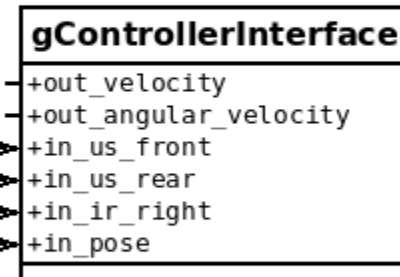 gControllerInterface
+out_velocity
+out_angular_velocity
+in_us_front
+in_us_rear
+in_ir_right
+in_pose